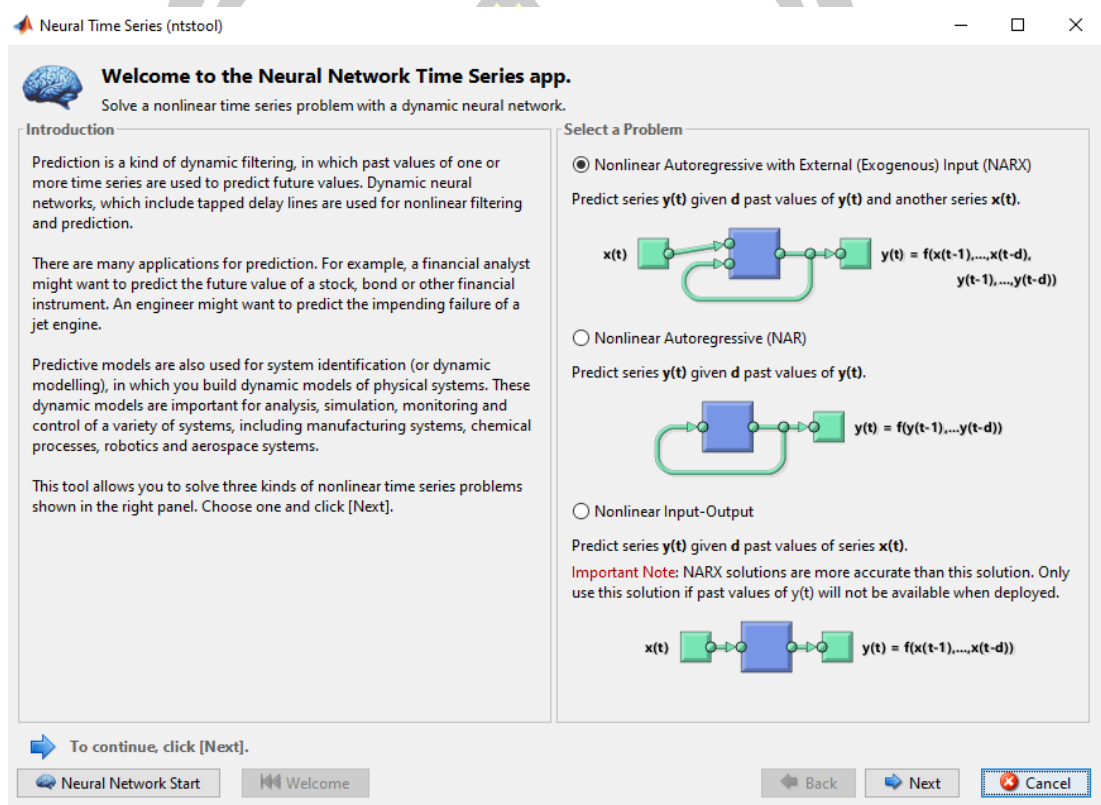 Neural Time Series (ntstool)
Welcome to the Neural Network Time Series app.
Solve a nonlinear time series problem with a dynamic neural network.
Introduction
Prediction is a kind of dynamic filtering, in which past values of one or
more time series are used to predict future values. Dynamic neural
networks, which include tapped delay lines are used for nonlinear filtering
and prediction.
There are many applications for prediction. For example, a financial analyst
might want to predict the future value of a stock, bond or other financial
instrument. An engineer might want to predict the impending failure of a
jet engine.
Predictive models are also used for system identification (or dynamic
modelling), in which you build dynamic models of physical systems. These
dynamic models are important for analysis, simulation, monitoring and
control of a variety of systems, including manufacturing systems, chemical
processes, robotics and aerospace systems.
This tool allows you to solve three kinds of nonlinear time series problems
shown in the right panel. Choose one and click [Next].
Select a Problem
Nonlinear Autoregressive with External (Exogenous) Input (NARX)
Predict series y(t) given d past values of y(t) and another series x(t).
x(t)
y(t) = f(x(t-1),...,x(t-d),
y(t-1),...,y(t-d))
Nonlinear Autoregressive (NAR)
Predict series y(t) given d past values of y(t).
y(t) = f(y(t-1),...y(t-d))
Nonlinear Input-Output
Predict series y(t) given d past values of series x(t).
Important Note: NARX solutions are more accurate than this solution. Only
use this solution if past values of y(t) will not be available when deployed.
x(t)
y(t) = f(x(t-1),...,x(t-d))
To continue, click [Next].
Neural Network Start
Welcome
Back
Next
Cancel